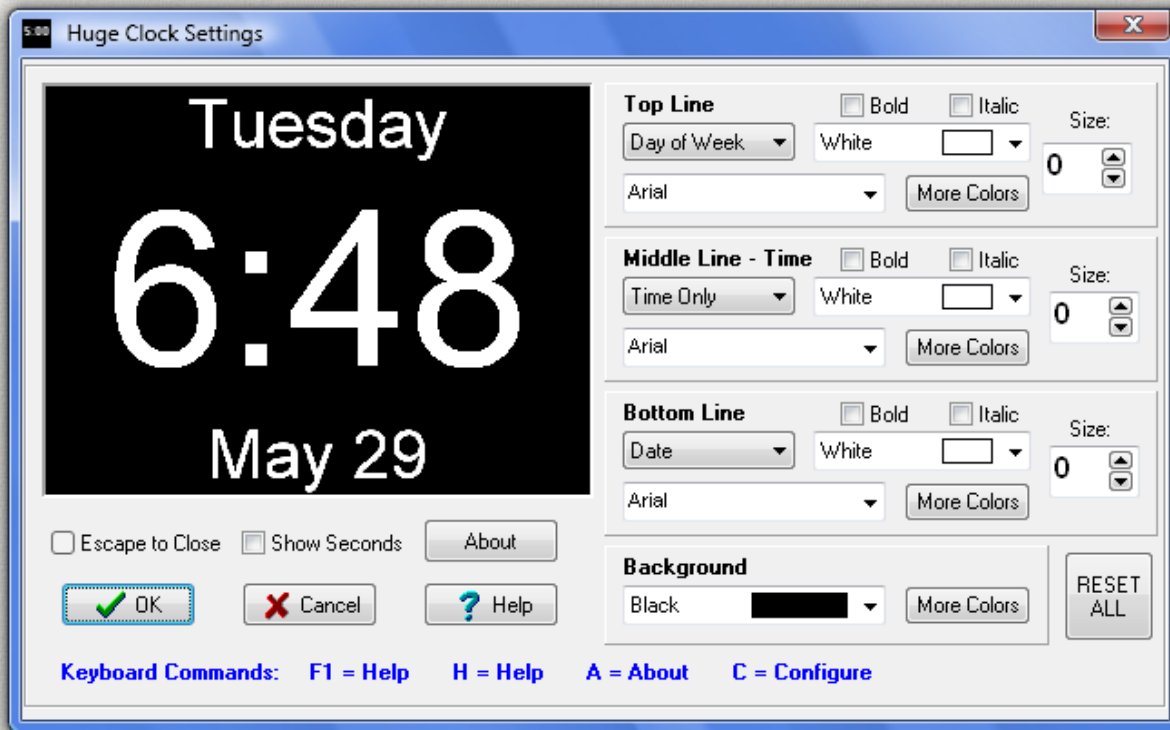 5:00 Huge Clock Settings X
Tuesday
6:48
May 29
Top Line Bold Italic
Size:
Day of Week White
0
Arial More Colors
Middle Line - Time Bold Italic
Size:
Time Only White
0
Arial More Colors
Bottom Line Bold Italic
Size:
Date White
0
Arial More Colors
Escape to Close Show Seconds About
OK Cancel ? Help
Background
Black More Colors
RESET
ALL
Keyboard Commands: F1 = Help H = Help A = About C = Configure